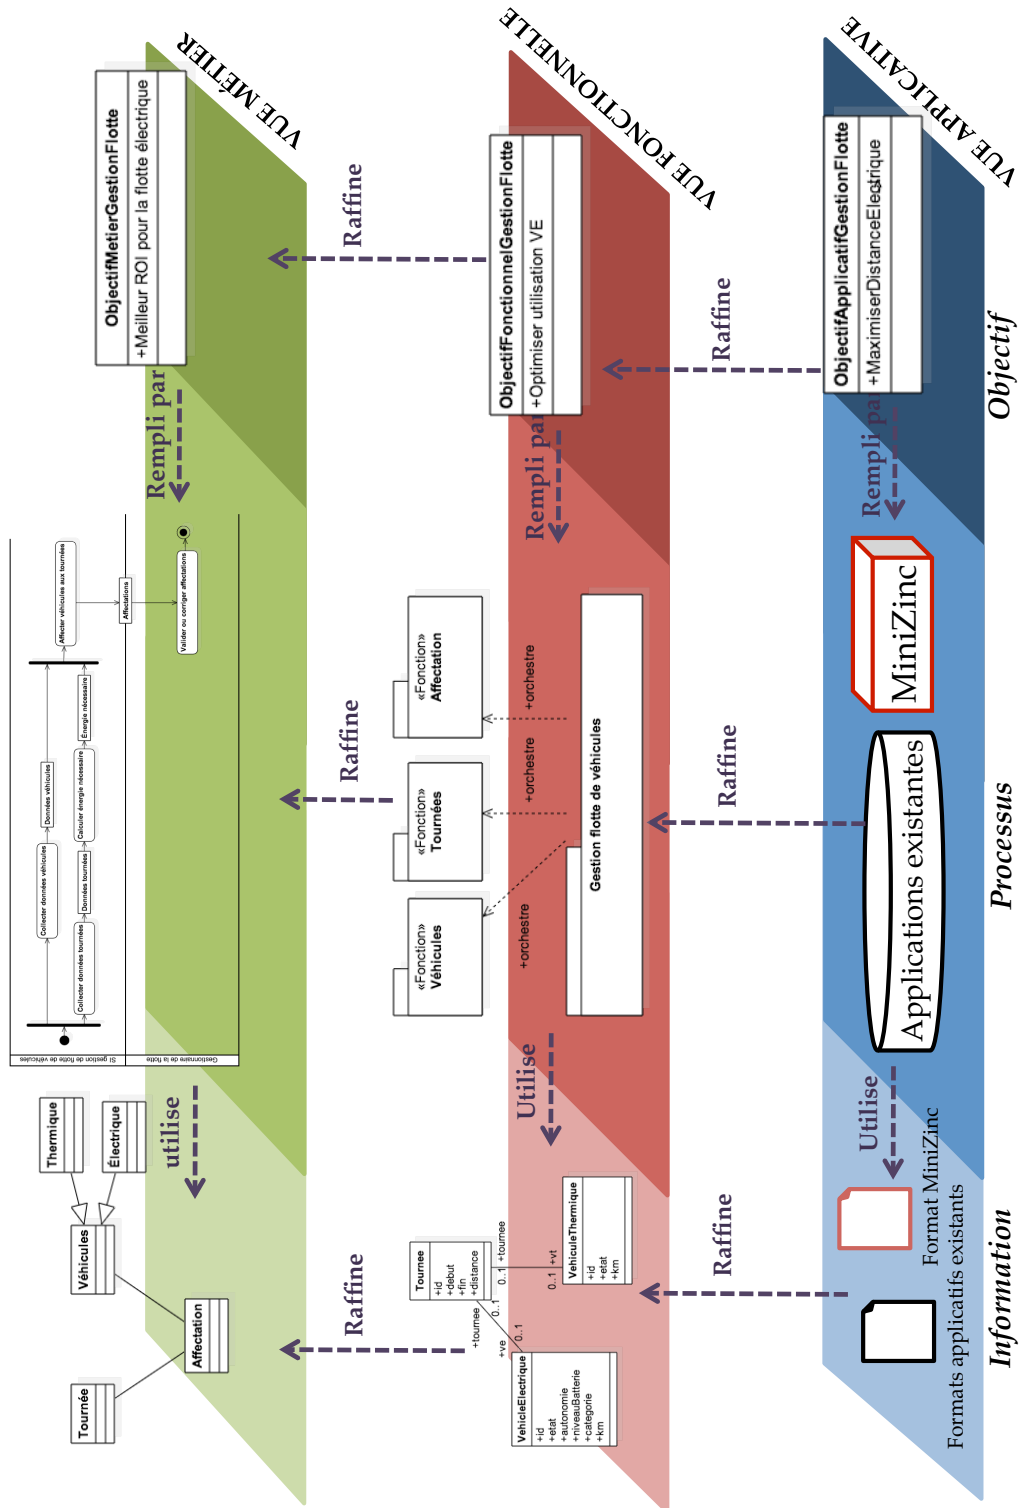 VUE MÉTIER
Tournée
Affectation
Véhicules
Thermique
Électrique
utilise
SI gestion de flotte de véhicules
Gestionnaire de la flotte
Collecter données véhicules
Données véhicules
Collecter données tournées
Données tournées
Calculer énergie nécessaire
Énergie nécessaire
Affecter véhicules aux tournées
Affectations
Valider ou corriger affectations
Rempli par
ObjectifMetierGestionFlotte
+Meilleur ROI pour la flotte électrique
Raffine
Raffine
Raffine
VUE FONCTIONNELLE
VehicleElectrique
+id
+etat
+autonomie
+niveauBatterie
+categorie
+km
+tournee
0..1
+ve
0..1
Tournee
+id
+debut
+fin
+distance
+tournee
0..1
+vt
0..1
VehiculeThermique
+id
+etat
+km
Utilise
«Fonction»
Véhicules
«Fonction»
Tournées
«Fonction»
Affectation
+orchestre
+orchestre
+orchestre
Gestion flotte de véhicules
Rempli par
ObjectifFonctionnelGestionFlotte
+Optimiser utilisation VE
Raffine
Raffine
Raffine
VUE APPLICATIVE
Format MiniZinc
Formats applicatifs existants
Utilise
Applications existantes
MiniZinc
Rempli par
ObjectifApplicatifGestionFlotte
+MaximiserDistanceElectrique
Information
Processus
Objectif